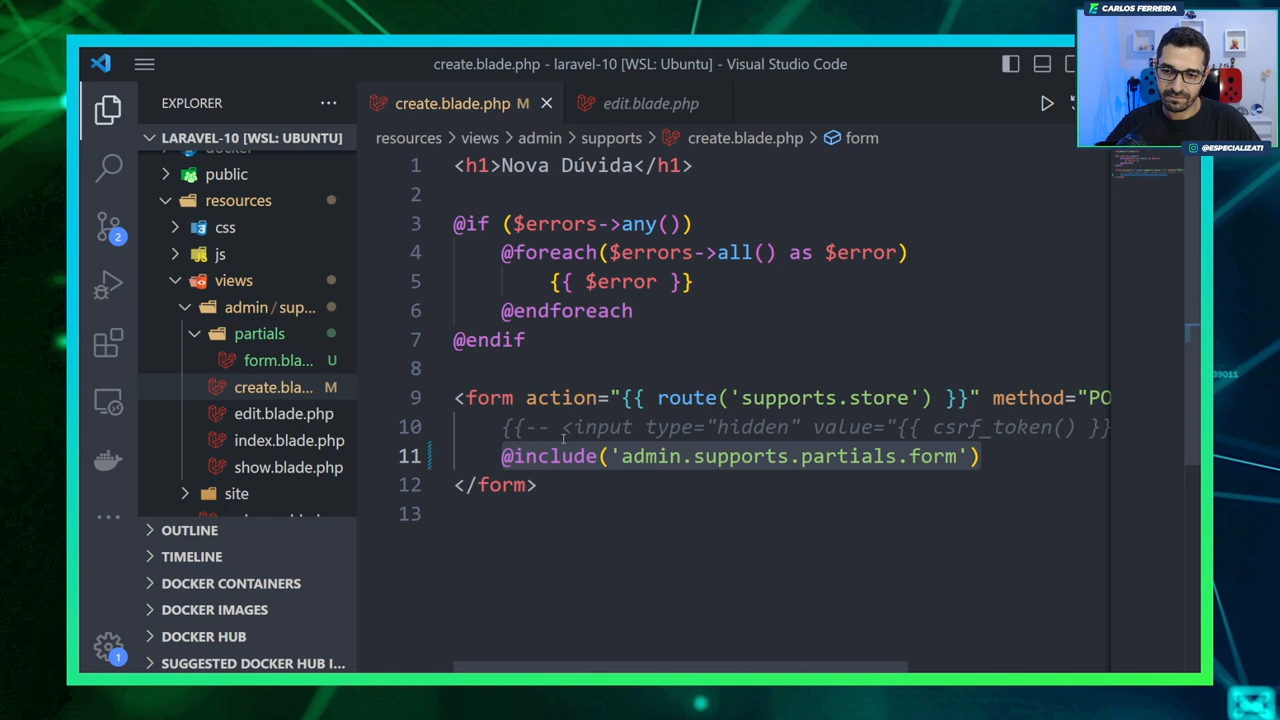 CARLOS FERREIRA
@ESPECIALIZATI
create.blade.php - laravel-10 [WSL: Ubuntu] - Visual Studio Code
EXPLORER
create.blade.php M
edit.blade.php
LARAVEL-10 [WSL: UBUNTU]
resources > views > admin > supports > create.blade.php > form
public
resources
css
js
views
admin / sup...
partials
form.bla... U
create.bla... M
edit.blade.php
index.blade.php
show.blade.php
site
OUTLINE
TIMELINE
DOCKER CONTAINERS
DOCKER IMAGES
DOCKER HUB
SUGGESTED DOCKER HUB I...
2
1
1 <h1>Nova Dúvida</h1>
2
3 @if ($errors->any())
4 @foreach($errors->all() as $error)
5 {{ $error }}
6 @endforeach
7 @endif
8
9 <form action="{{ route('supports.store') }}" method="PO
10 {{-- <input type="hidden" value="{{ csrf_token() }}
11 @include('admin.supports.partials.form')
12 </form>
13
39011